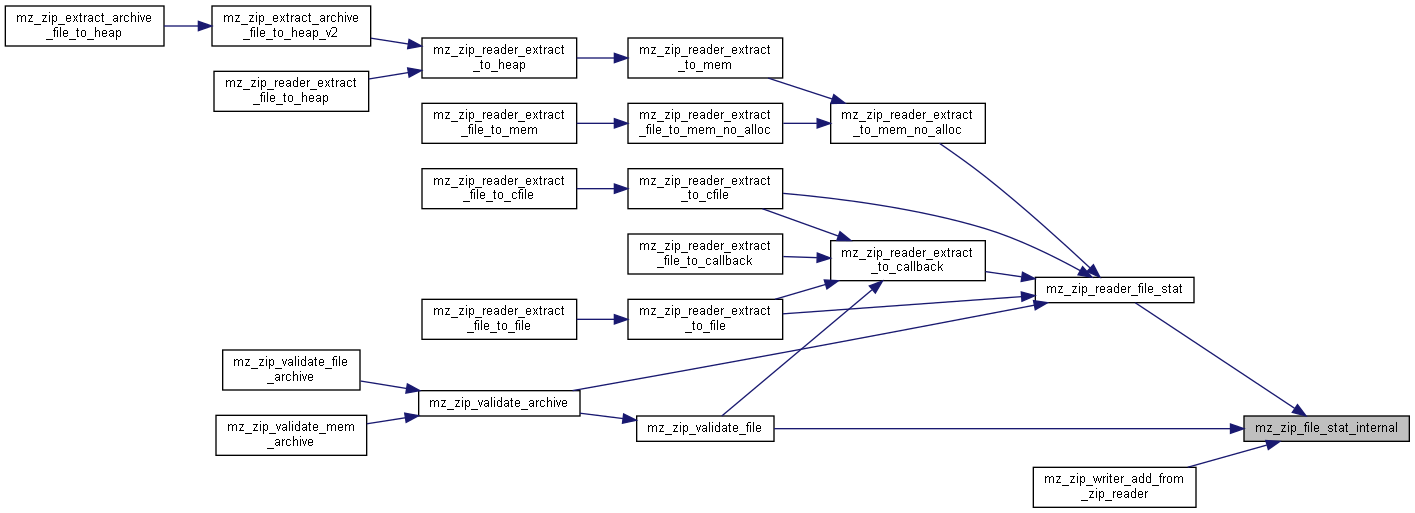 mz_zip_extract_archive
_file_to_heap
mz_zip_extract_archive
_file_to_heap_v2
mz_zip_reader_extract
_file_to_heap
mz_zip_reader_extract
_to_heap
mz_zip_reader_extract
_to_mem
mz_zip_reader_extract
_file_to_mem
mz_zip_reader_extract
_file_to_mem_no_alloc
mz_zip_reader_extract
_to_mem_no_alloc
mz_zip_reader_extract
_file_to_cfile
mz_zip_reader_extract
_to_cfile
mz_zip_reader_extract
_file_to_callback
mz_zip_reader_extract
_to_callback
mz_zip_reader_file_stat
mz_zip_reader_extract
_file_to_file
mz_zip_reader_extract
_to_file
mz_zip_validate_file
_archive
mz_zip_validate_mem
_archive
mz_zip_validate_archive
mz_zip_validate_file
mz_zip_file_stat_internal
mz_zip_writer_add_from
_zip_reader